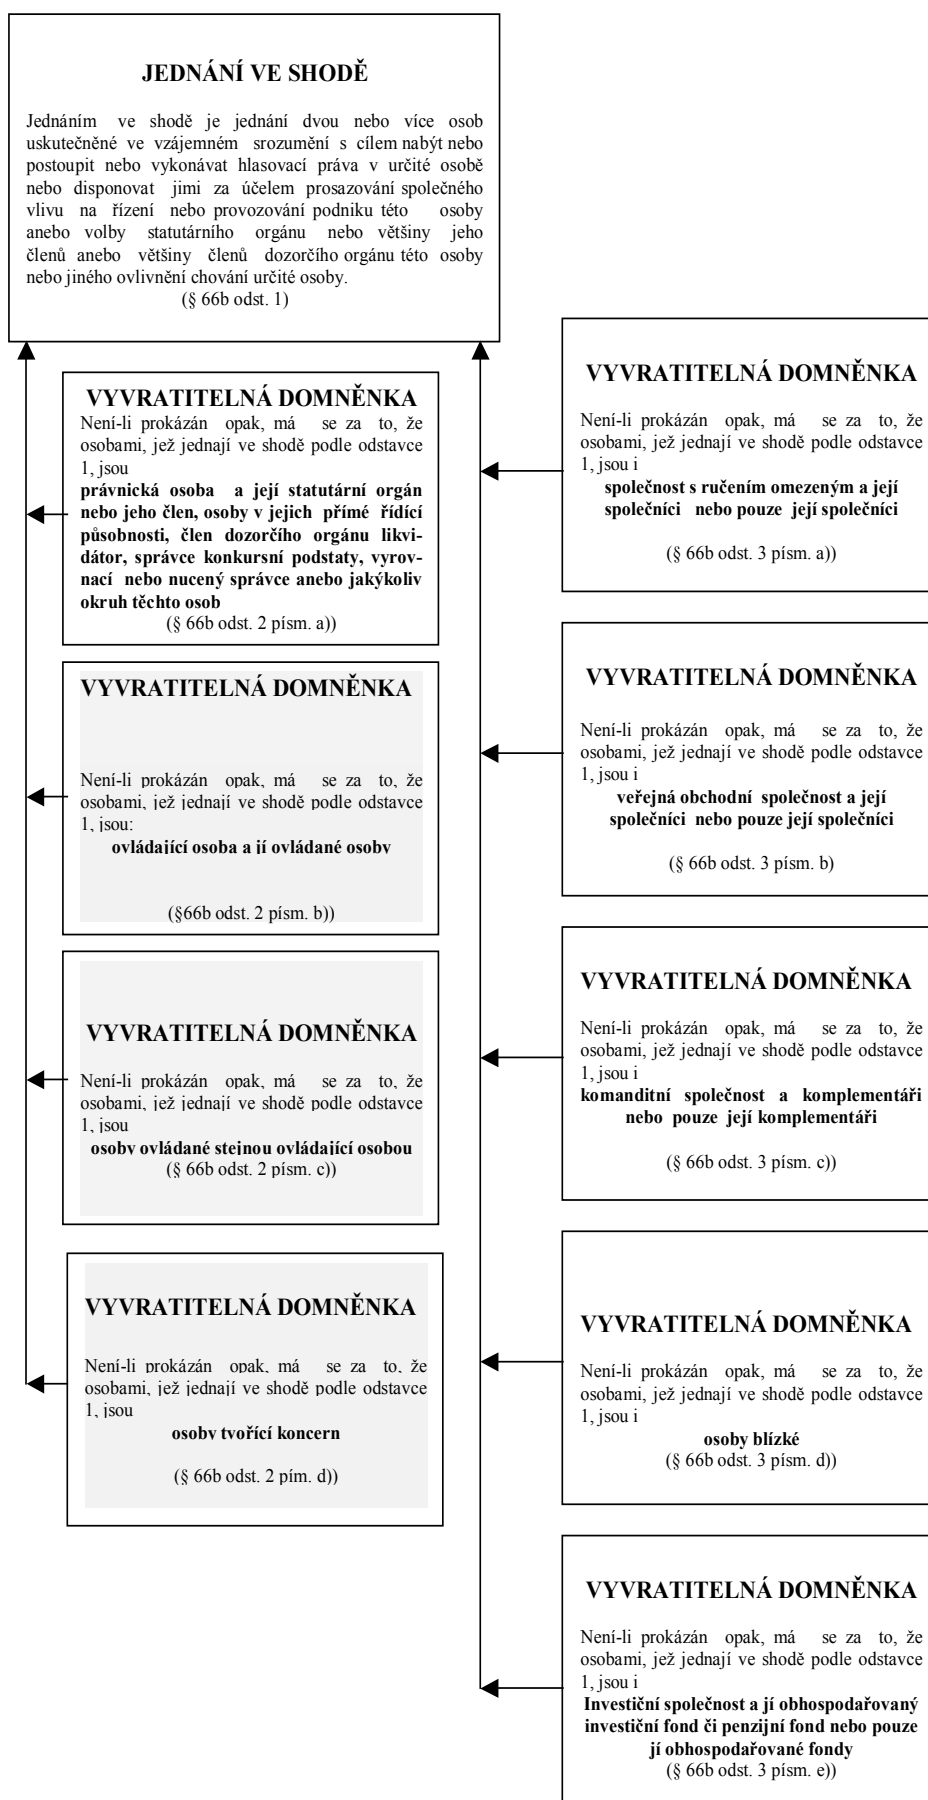 JEDNÁNÍ VE SHODĚ
Jednáním ve shodě je jednání dvou nebo více osob
uskutečněné ve vzájemném srozumění s cílem nabýt nebo
postoupit nebo vykonávat hlasovací práva v určité osobě
nebo disponovat jimi za účelem prosazování společného
vlivu na řízení nebo provozování podniku této osoby
anebo volby statutárního orgánu nebo většiny jeho
členů anebo většiny členů dozorčího orgánu této osoby
nebo jiného ovlivnění chování určité osoby.
(§ 66b odst. 1)
VYVRATITELNÁ DOMNĚNKA
Není-li prokázán opak, má se za to, že
osobami, jež jednají ve shodě podle odstavce
1, jsou
právnická osoba a její statutární orgán
nebo jeho člen, osoby v jejich přímé řídící
působnosti, člen dozorčího orgánu likvi-
dátor, správce konkursní podstaty, vyrov-
nací nebo nucený správce anebo jakýkoliv
okruh těchto osob
(§ 66b odst. 2 písm. a))
VYVRATITELNÁ DOMNĚNKA
Není-li prokázán opak, má se za to, že
osobami, jež jednají ve shodě podle odstavce
1, jsou:
ovládající osoba a jí ovládané osoby
(§66b odst. 2 písm. b))
VYVRATITELNÁ DOMNĚNKA
Není-li prokázán opak, má se za to, že
osobami, jež jednají ve shodě podle odstavce
1, jsou
osoby ovládané stejnou ovládající osobou
(§ 66b odst. 2 písm. c))
VYVRATITELNÁ DOMNĚNKA
Není-li prokázán opak, má se za to, že
osobami, jež jednají ve shodě podle odstavce
1, jsou
osoby tvořící koncern
(§ 66b odst. 2 pím. d))
VYVRATITELNÁ DOMNĚNKA
Není-li prokázán opak, má se za to, že
osobami, jež jednají ve shodě podle odstavce
1, jsou i
společnost s ručením omezeným a její
společníci nebo pouze její společníci
(§ 66b odst. 3 písm. a))
VYVRATITELNÁ DOMNĚNKA
Není-li prokázán opak, má se za to, že
osobami, jež jednají ve shodě podle odstavce
1, jsou i
veřejná obchodní společnost a její
společníci nebo pouze její společníci
(§ 66b odst. 3 písm. b)
VYVRATITELNÁ DOMNĚNKA
Není-li prokázán opak, má se za to, že
osobami, jež jednají ve shodě podle odstavce
1, jsou i
komanditní společnost a komplementáři
nebo pouze její komplementáři
(§ 66b odst. 3 písm. c))
VYVRATITELNÁ DOMNĚNKA
Není-li prokázán opak, má se za to, že
osobami, jež jednají ve shodě podle odstavce
1, jsou i
osoby blízké
(§ 66b odst. 3 písm. d))
VYVRATITELNÁ DOMNĚNKA
Není-li prokázán opak, má se za to, že
osobami, jež jednají ve shodě podle odstavce
1, jsou i
Investiční společnost a jí obhospodařovaný
investiční fond či penzijní fond nebo pouze
jí obhospodařované fondy
(§ 66b odst. 3 písm. e))